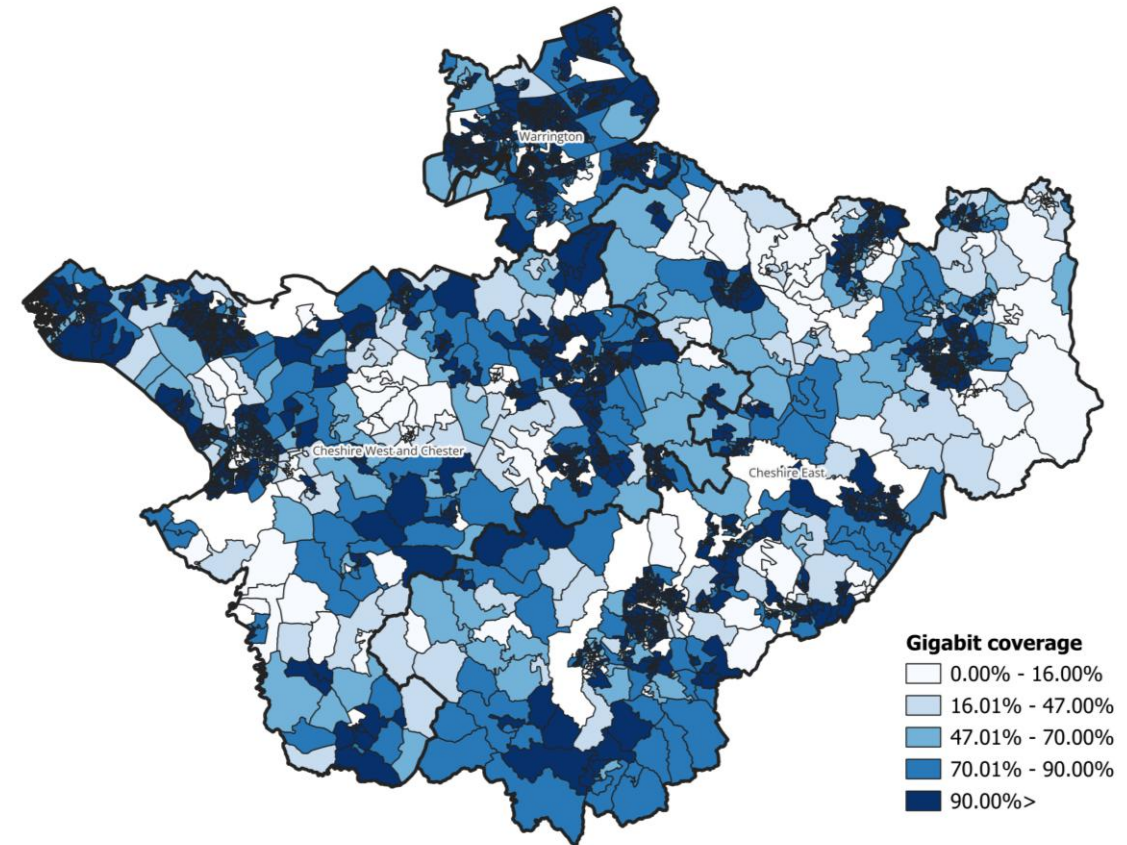 Warrington
Cheshire West and Chester
Cheshire East
Gigabit coverage
0.00% - 16.00%
16.01% - 47.00%
47.01% - 70.00%
70.01% - 90.00%
90.00%>